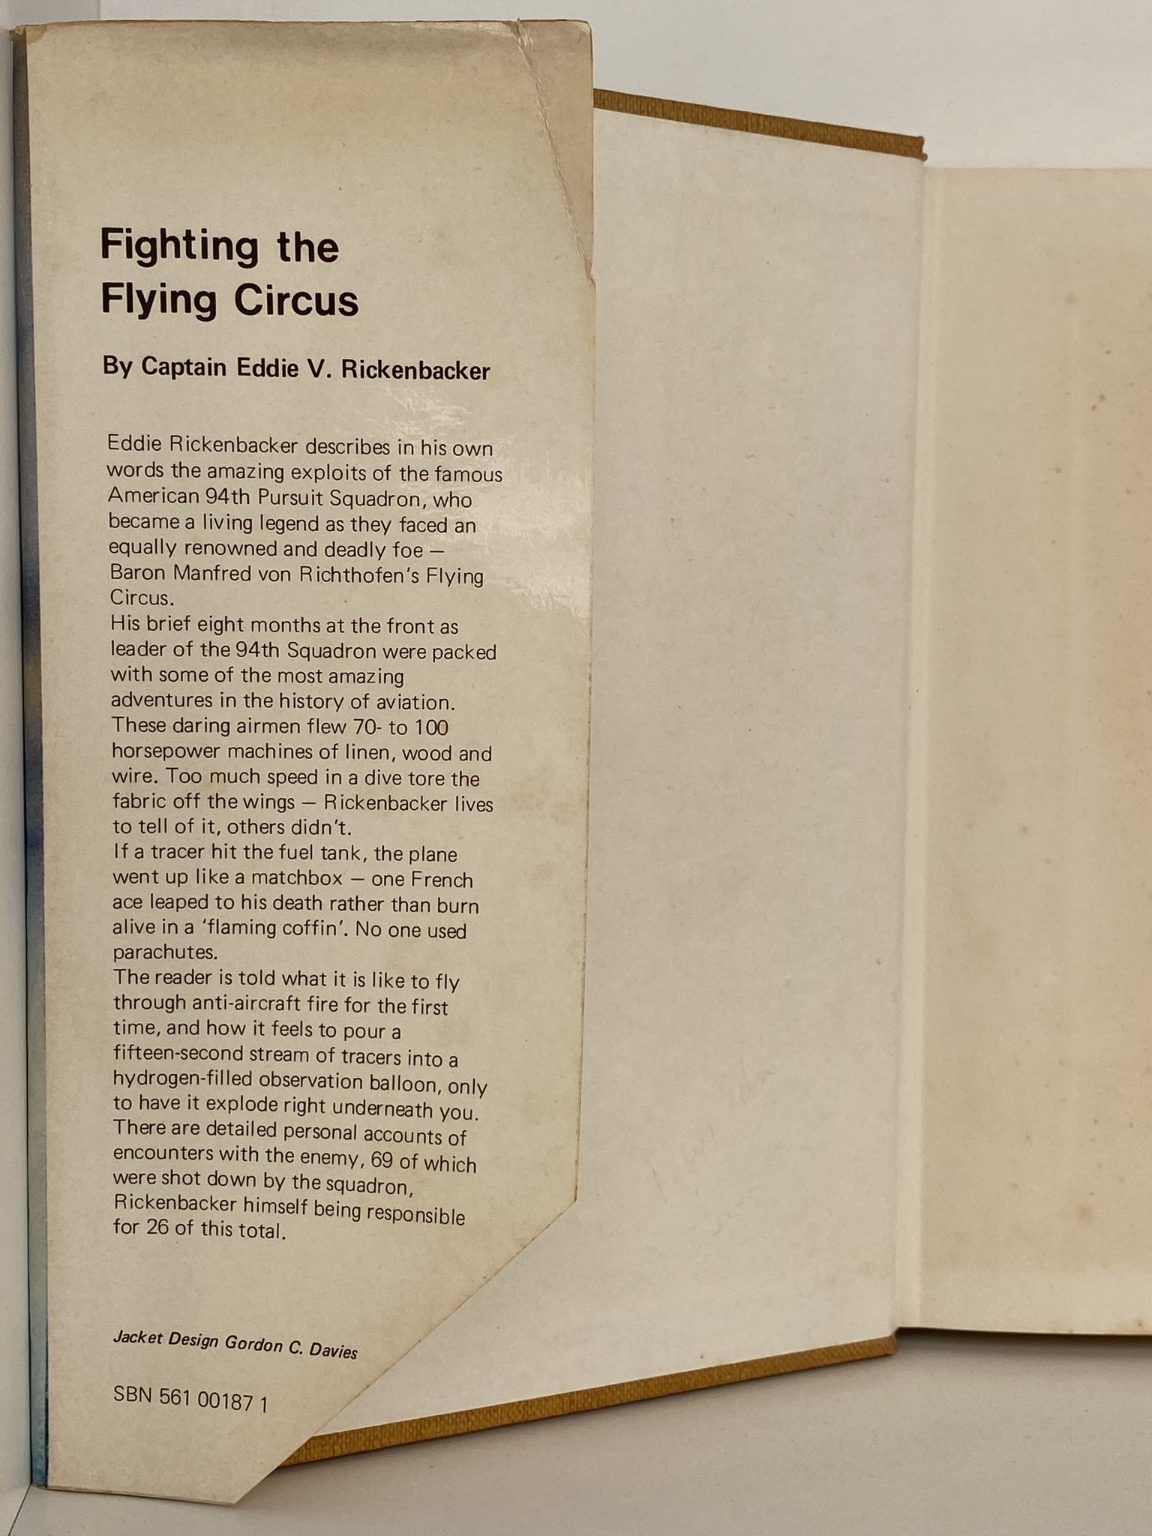 Fighting the
Flying Circus
By Captain Eddie V. Rickenbacker
Eddie Rickenbacker describes in his own
words the amazing exploits of the famous
American 94th Pursuit Squadron, who
became a living legend as they faced an
equally renowned and deadly foe —
Baron Manfred von Richthofen's Flying
Circus.
His brief eight months at the front as
leader of the 94th Squadron were packed
with some of the most amazing
adventures in the history of aviation.
These daring airmen flew 70- to 100
horsepower machines of linen, wood and
wire. Too much speed in a dive tore the
fabric off the wings — Rickenbacker lives
to tell of it, others didn't.
If a tracer hit the fuel tank, the plane
went up like a matchbox — one French
ace leaped to his death rather than burn
alive in a 'flaming coffin'. No one used
parachutes.
The reader is told what it is like to fly
through anti-aircraft fire for the first
time, and how it feels to pour a
fifteen-second stream of tracers into a
hydrogen-filled observation balloon, only
to have it explode right underneath you.
There are detailed personal accounts of
encounters with the enemy, 69 of which
were shot down by the squadron,
Rickenbacker himself being responsible
for 26 of this total.
Jacket Design Gordon C. Davies
SBN 561 00187 1